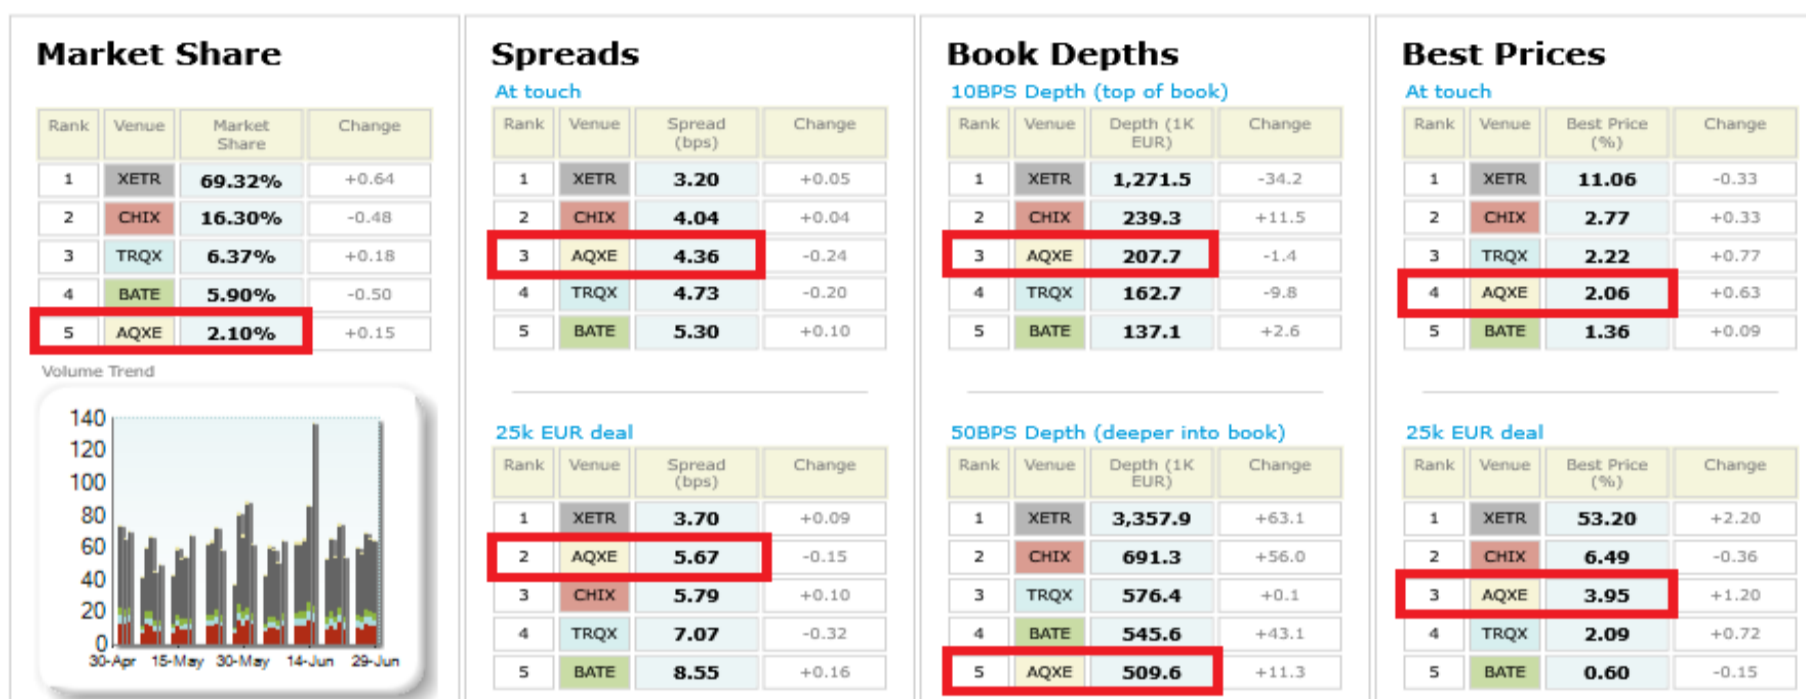 Market Share
Rank Venue Market Share Change
1 XETR 69.32% +0.64
2 CHIX 16.30% -0.48
3 TRQX 6.37% +0.18
4 BATE 5.90% -0.50
5 AQXE 2.10% +0.15
Volume Trend
140
120
100
80
60
40
20
0
30-Apr 15-May 30-May 14-Jun 29-Jun
Spreads
At touch
Rank Venue Spread (bps) Change
1 XETR 3.20 +0.05
2 CHIX 4.04 +0.04
3 AQXE 4.36 -0.24
4 TRQX 4.73 -0.20
5 BATE 5.30 +0.10
25k EUR deal
Rank Venue Spread (bps) Change
1 XETR 3.70 +0.09
2 AQXE 5.67 -0.15
3 CHIX 5.79 +0.10
4 TRQX 7.07 -0.32
5 BATE 8.55 +0.16
Book Depths
10BPS Depth (top of book)
Rank Venue Depth (1K EUR) Change
1 XETR 1,271.5 -34.2
2 CHIX 239.3 +11.5
3 AQXE 207.7 -1.4
4 TRQX 162.7 -9.8
5 BATE 137.1 +2.6
50BPS Depth (deeper into book)
Rank Venue Depth (1K EUR) Change
1 XETR 3,357.9 +63.1
2 CHIX 691.3 +56.0
3 TRQX 576.4 +0.1
4 BATE 545.6 +43.1
5 AQXE 509.6 +11.3
Best Prices
At touch
Rank Venue Best Price (%) Change
1 XETR 11.06 -0.33
2 CHIX 2.77 +0.33
3 TRQX 2.22 +0.77
4 AQXE 2.06 +0.63
5 BATE 1.36 +0.09
25k EUR deal
Rank Venue Best Price (%) Change
1 XETR 53.20 +2.20
2 CHIX 6.49 -0.36
3 AQXE 3.95 +1.20
4 TRQX 2.09 +0.72
5 BATE 0.60 -0.15